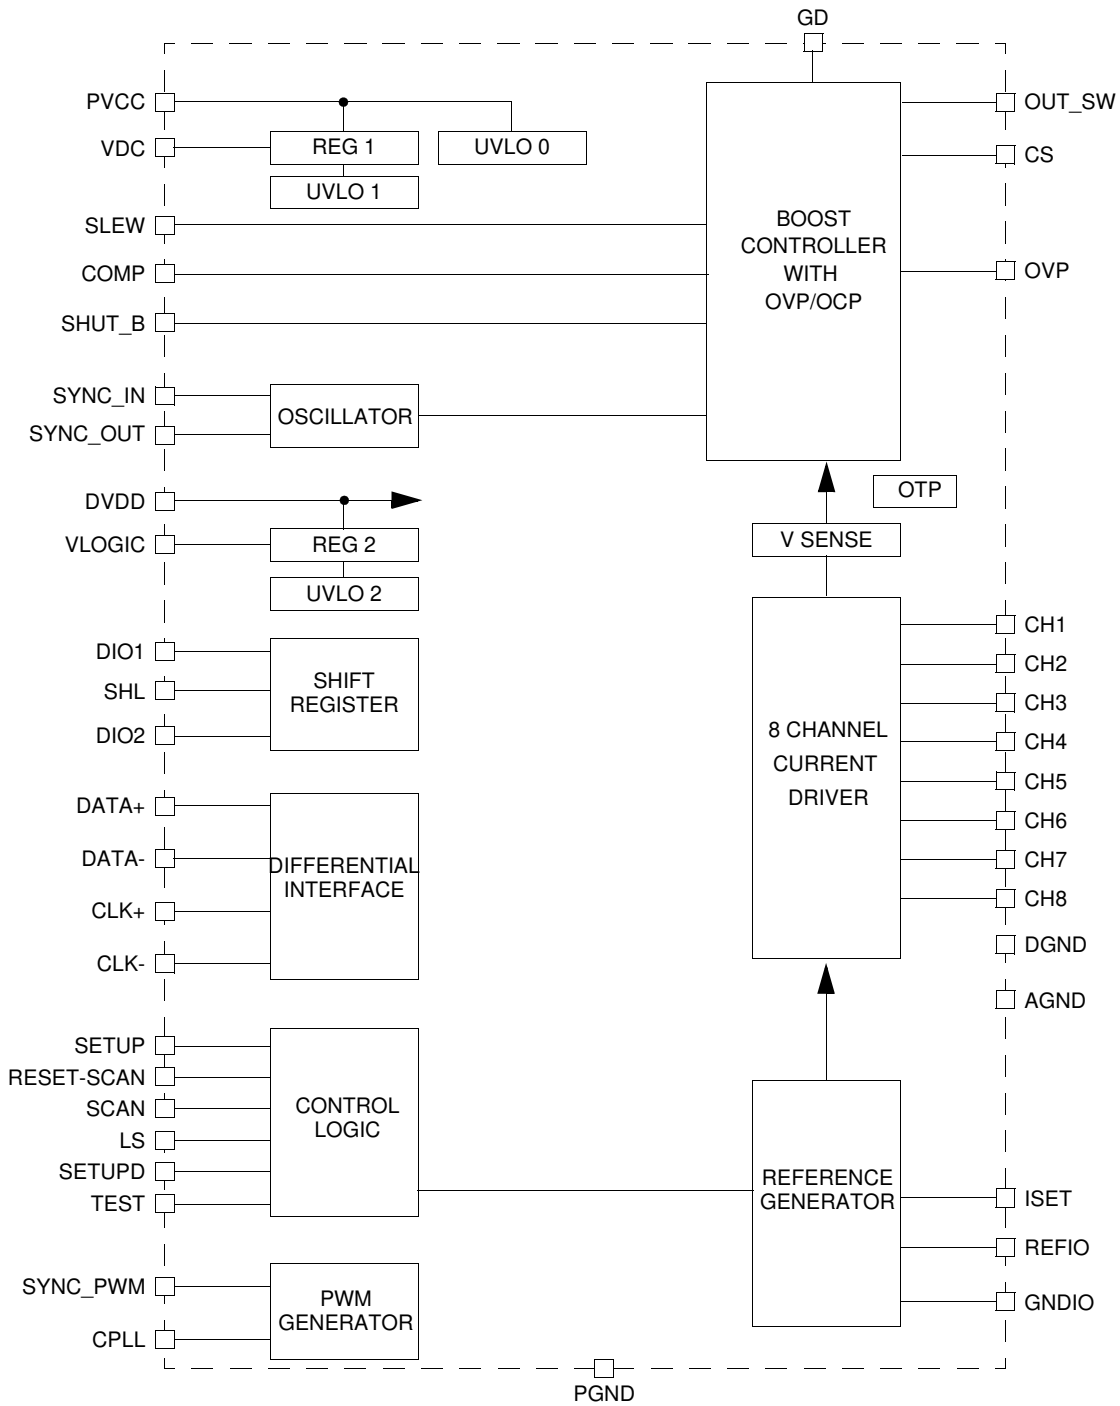 GD
PVCC
OUT_SW
VDC
REG 1
UVLO 0
CS
UVLO 1
SLEW
BOOST
CONTROLLER
WITH
OVP/OCP
COMP
OVP
SHUT_B
SYNC_IN
OSCILLATOR
SYNC_OUT
DVDD
OTP
VLOGIC
REG 2
V SENSE
UVLO 2
DIO1
SHL
DIO2
SHIFT
REGISTER
CH1
CH2
CH3
CH4
CH5
CH6
CH7
CH8
8 CHANNEL
CURRENT
DRIVER
DATA+
DATA-
CLK+
CLK-
DIFFERENTIAL
INTERFACE
DGND
AGND
SETUP
RESET-SCAN
SCAN
LS
SETUPD
TEST
CONTROL
LOGIC
REFERENCE
GENERATOR
ISET
REFIO
GNDIO
SYNC_PWM
CPLL
PWM
GENERATOR
PGND